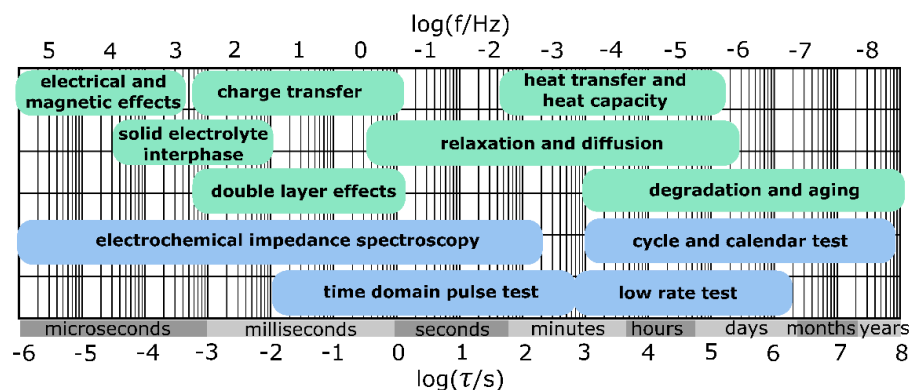 log(f/Hz)
5 4 3 2 1 0 -1 -2 -3 -4 -5 -6 -7 -8
electrical and
magnetic effects
charge transfer
heat transfer and
heat capacity
solid electrolyte
interphase
relaxation and diffusion
double layer effects
degradation and aging
electrochemical impedance spectroscopy
cycle and calendar test
time domain pulse test
low rate test
microseconds milliseconds seconds minutes hours days months years
-6 -5 -4 -3 -2 -1 0 1 2 3 4 5 6 7 8
log(τ/s)